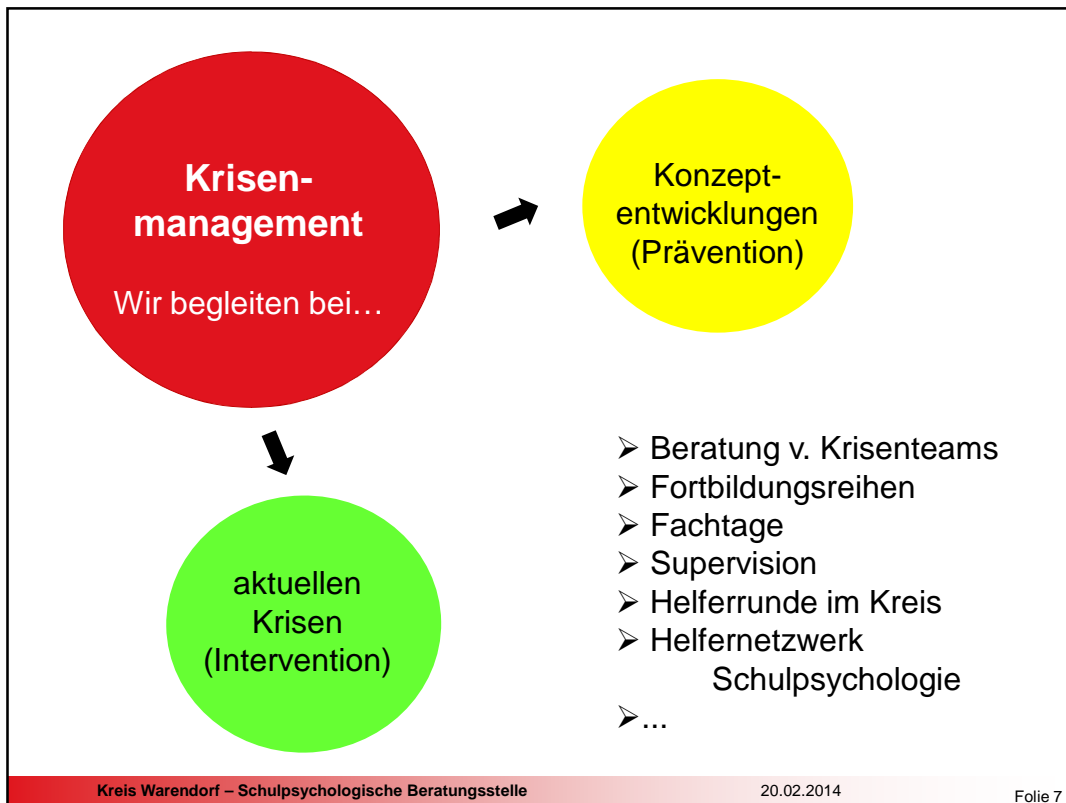 Krisen-
management
Wir begleiten bei…
Konzept-
entwicklungen
(Prävention)
aktuellen
Krisen
(Intervention)
➢ Beratung v. Krisenteams
➢ Fortbildungsreihen
➢ Fachtage
➢ Supervision
➢ Helferrunde im Kreis
➢ Helfernetzwerk
Schulpsychologie
➢...
Kreis Warendorf – Schulpsychologische Beratungsstelle 20.02.2014 Folie 7